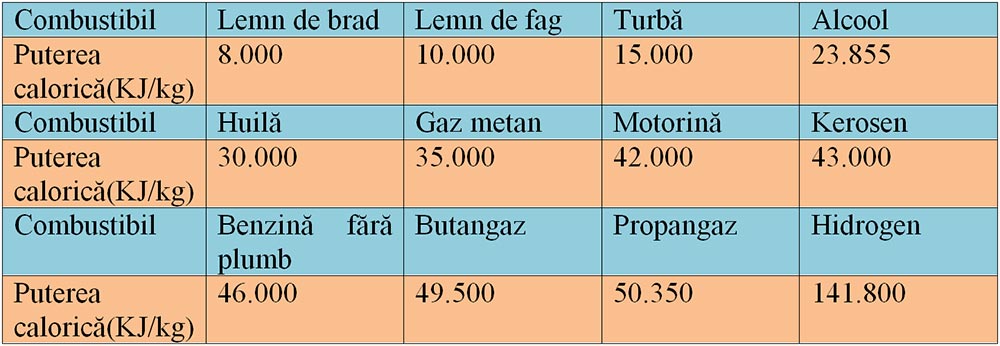 Combustibil Lemn de brad Lemn de fag Turbă Alcool
Puterea calorică(KJ/kg) 8.000 10.000 15.000 23.855
Combustibil Huilă Gaz metan Motorină Kerosen
Puterea calorică(KJ/kg) 30.000 35.000 42.000 43.000
Combustibil Benzină fără plumb Butangaz Propangaz Hidrogen
Puterea calorică(KJ/kg) 46.000 49.500 50.350 141.800